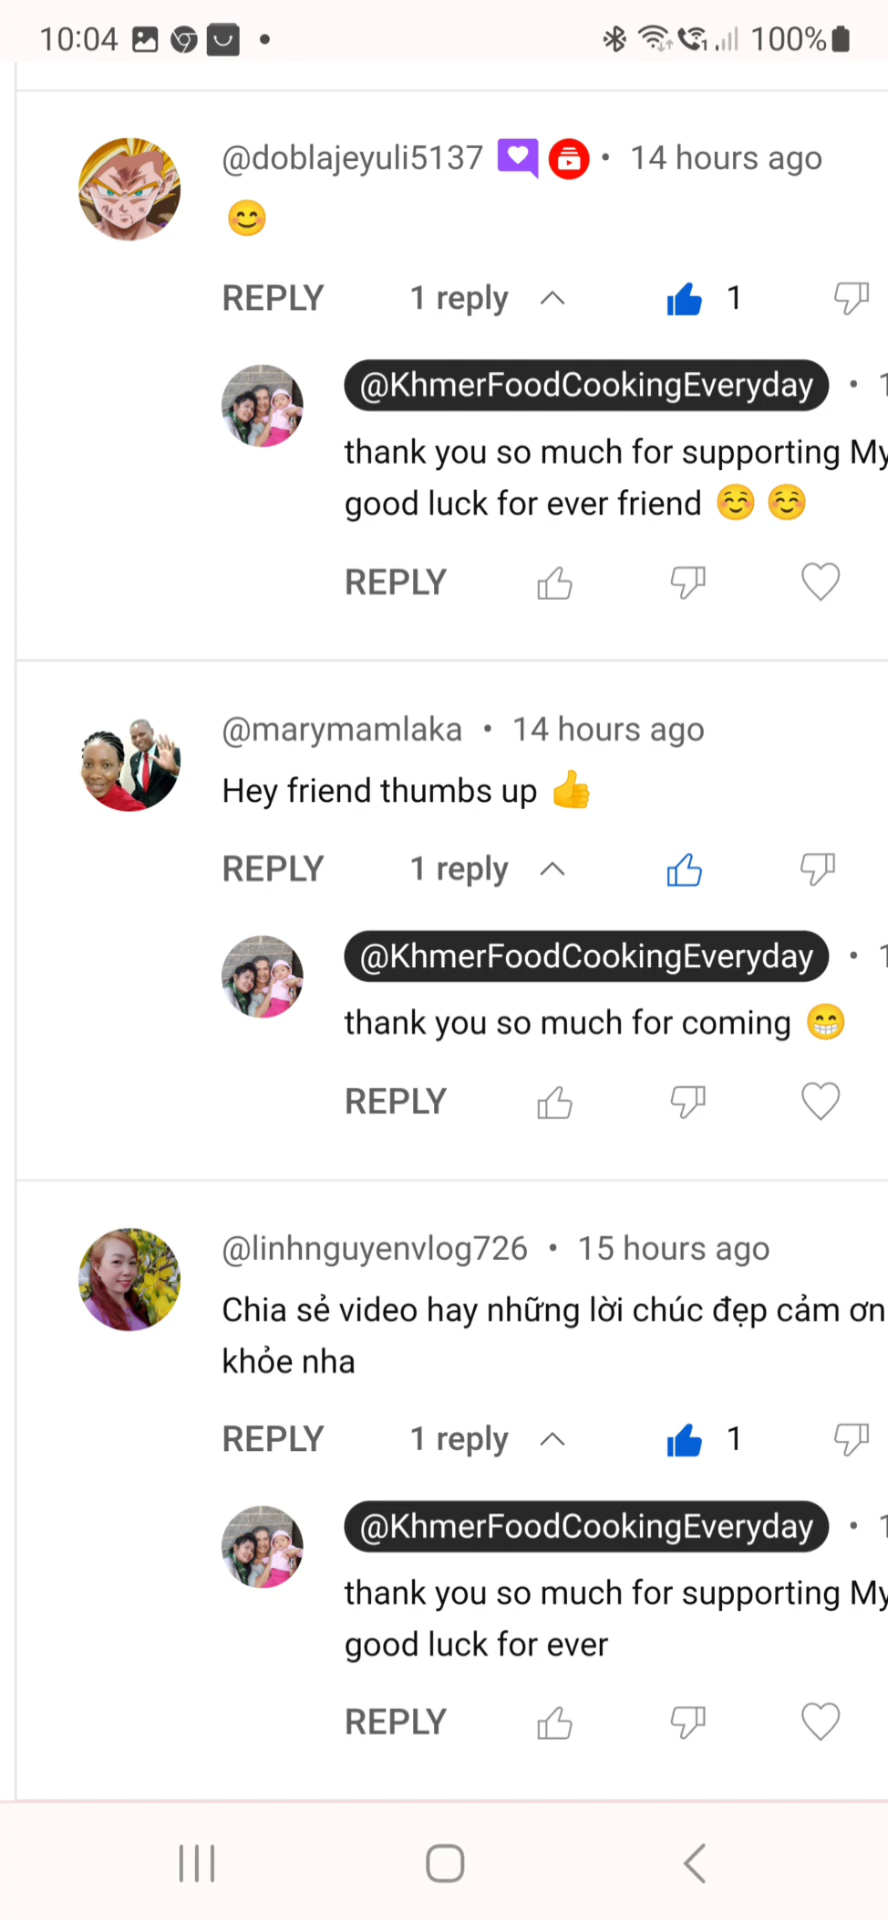 10:04 100%
@doblajeyuli5137 • 14 hours ago
😊
REPLY 1 reply 1
@KhmerFoodCookingEveryday • 1
thank you so much for supporting My
good luck for ever friend ☺️ ☺️
REPLY
@marymamlaka • 14 hours ago
Hey friend thumbs up 👍
REPLY 1 reply
@KhmerFoodCookingEveryday • 1
thank you so much for coming 😁
REPLY
@linhnguyenvlog726 • 15 hours ago
Chia sẻ video hay những lời chúc đẹp cảm ơn
khỏe nha
REPLY 1 reply 1
@KhmerFoodCookingEveryday • 1
thank you so much for supporting My
good luck for ever
REPLY